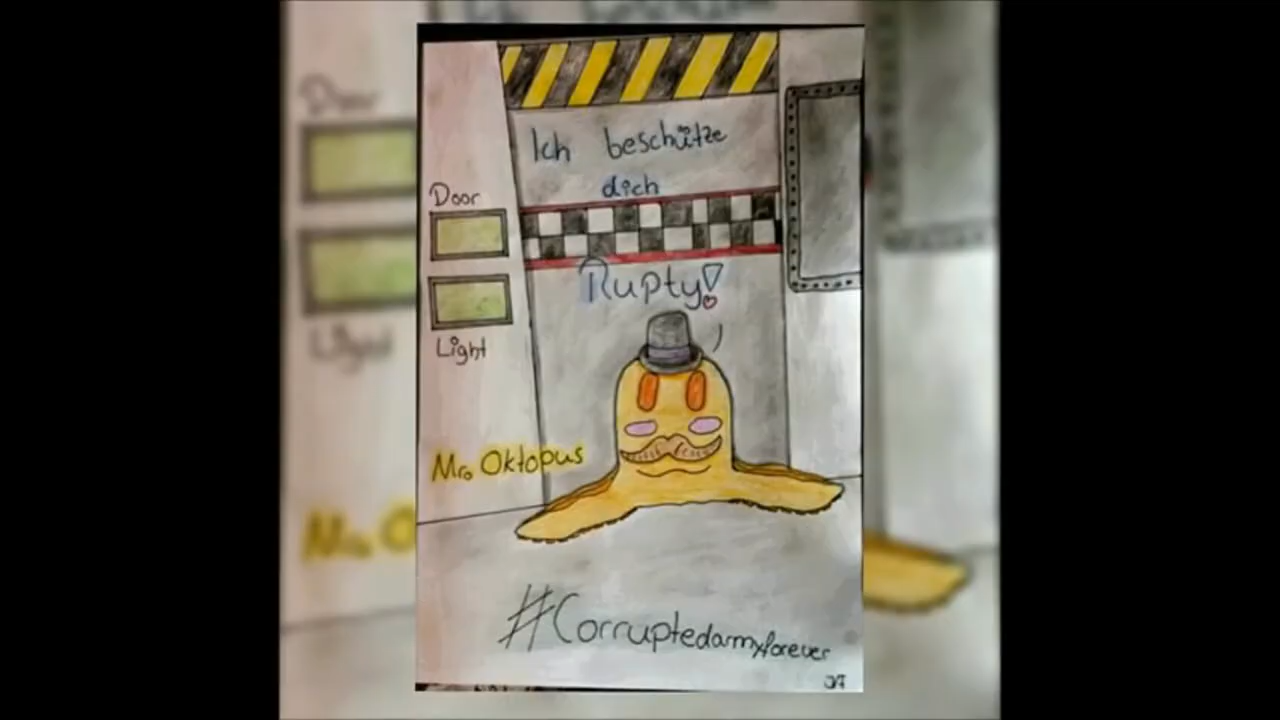 Ich beschütze
dich
Door
Rupty!
Light
Mr. Oktopus
#Corruptedarmyforever